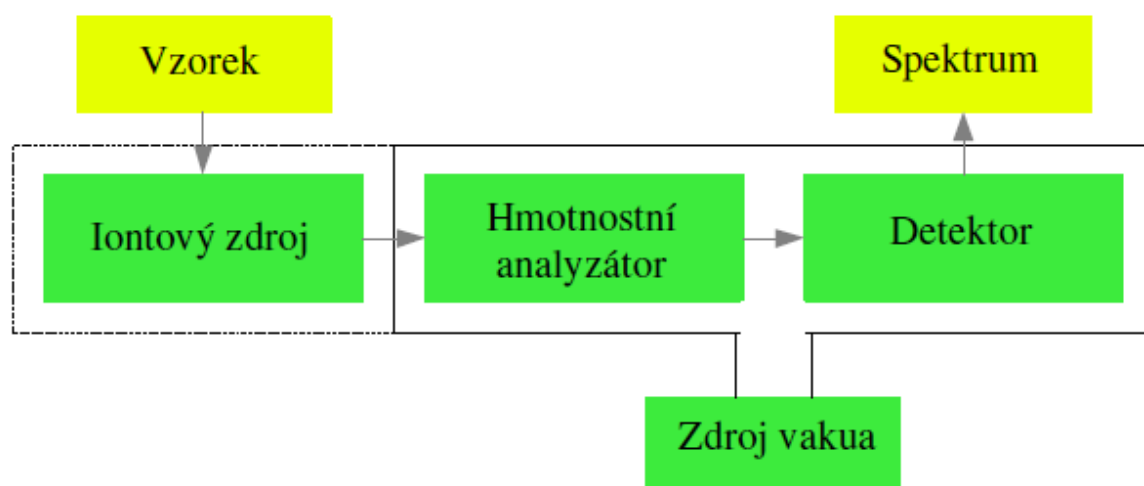 Vzorek
Spektrum
Iontový zdroj
Hmotnostní
analyzátor
Detektor
Zdroj vakua